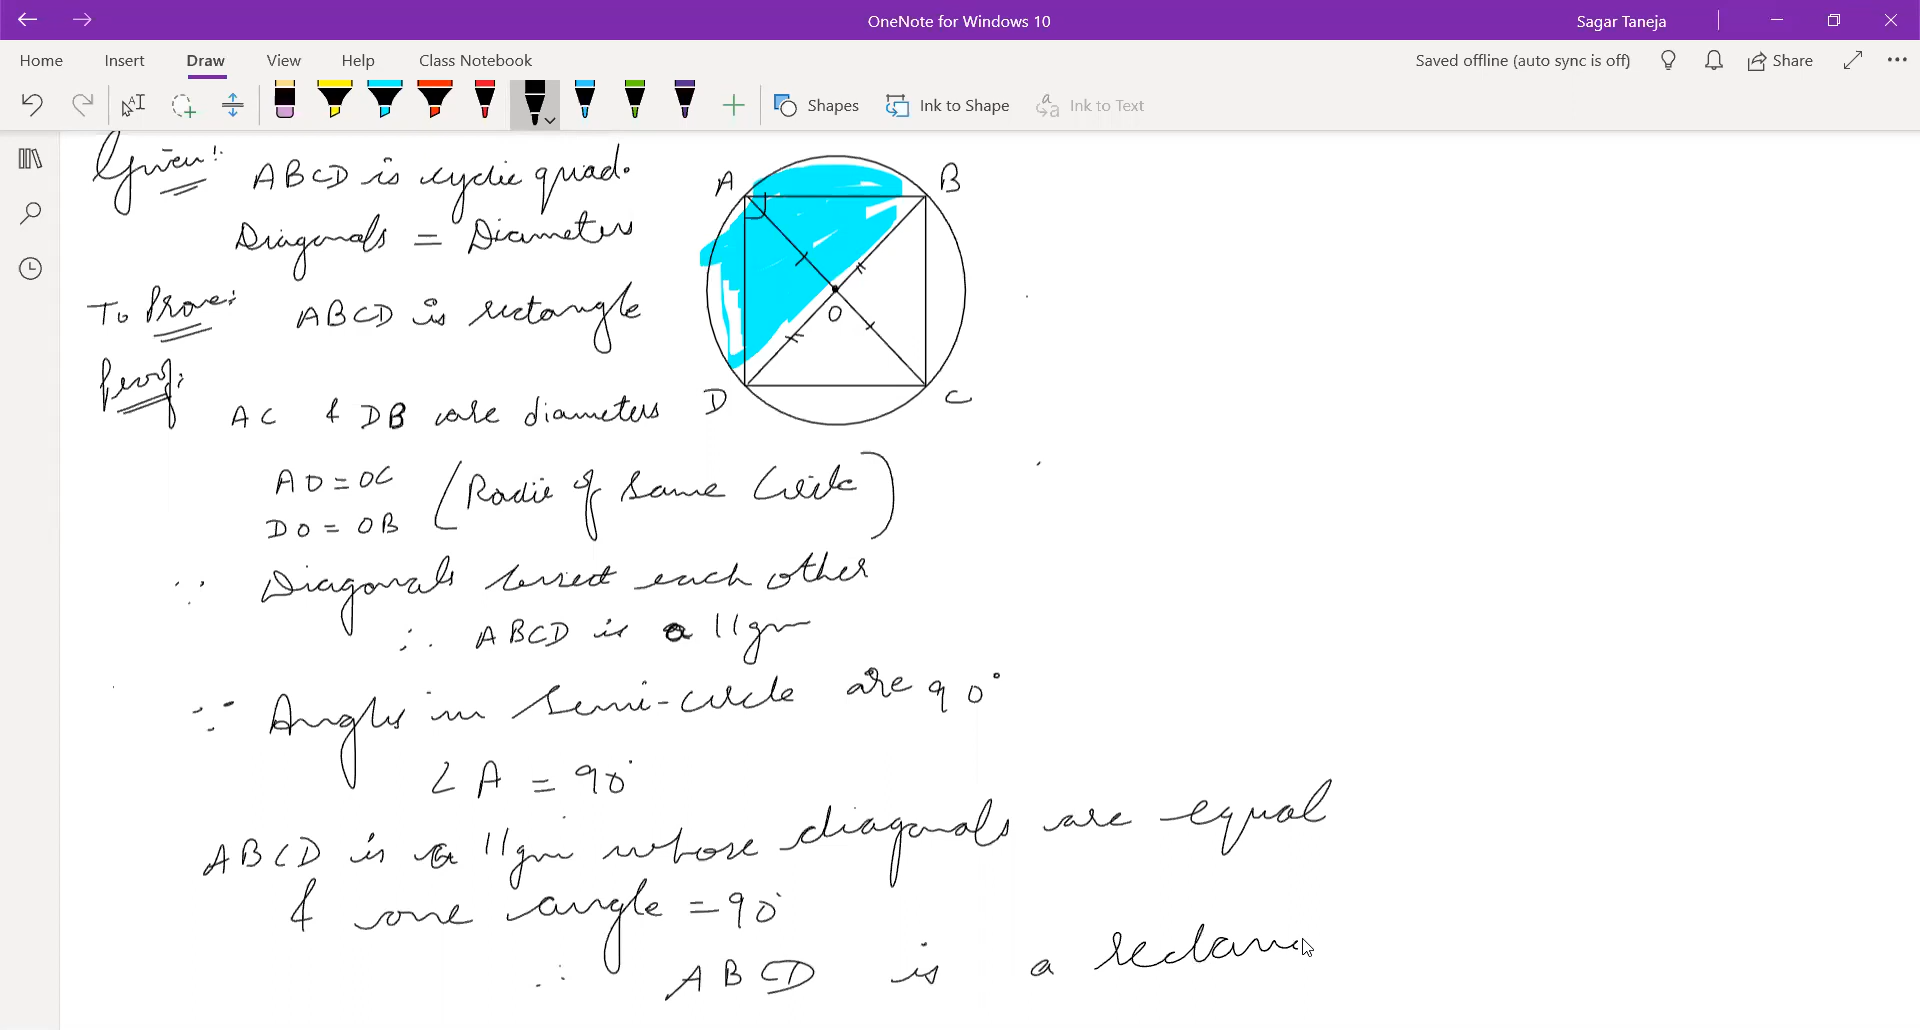 OneNote for Windows 10
Sagar Taneja
Home Insert Draw View Help Class Notebook
Saved offline (auto sync is off) Share
Shapes Ink to Shape Ink to Text
Given:
ABCD is cyclic quad.
Diagonals = Diameters
To Prove: ABCD is rectangle
Proof:
AC & DB are diameters
AO = OC
DO = OB
(Radii of Same Circle)
∵ Diagonals bisect each other
∴ ABCD is a ||gm
∵ Angles in Semi-circle are 90°
∠A = 90°
ABCD is a ||gm whose diagonals are equal
& one angle = 90°
∴ ABCD is a rectan
A B
O
D C